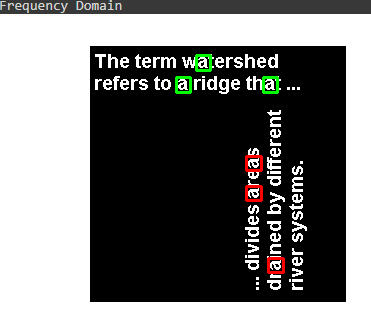 Frequency Domain
The term watershed
refers to a ridge that ...
... divides areas
drained by different
river systems.